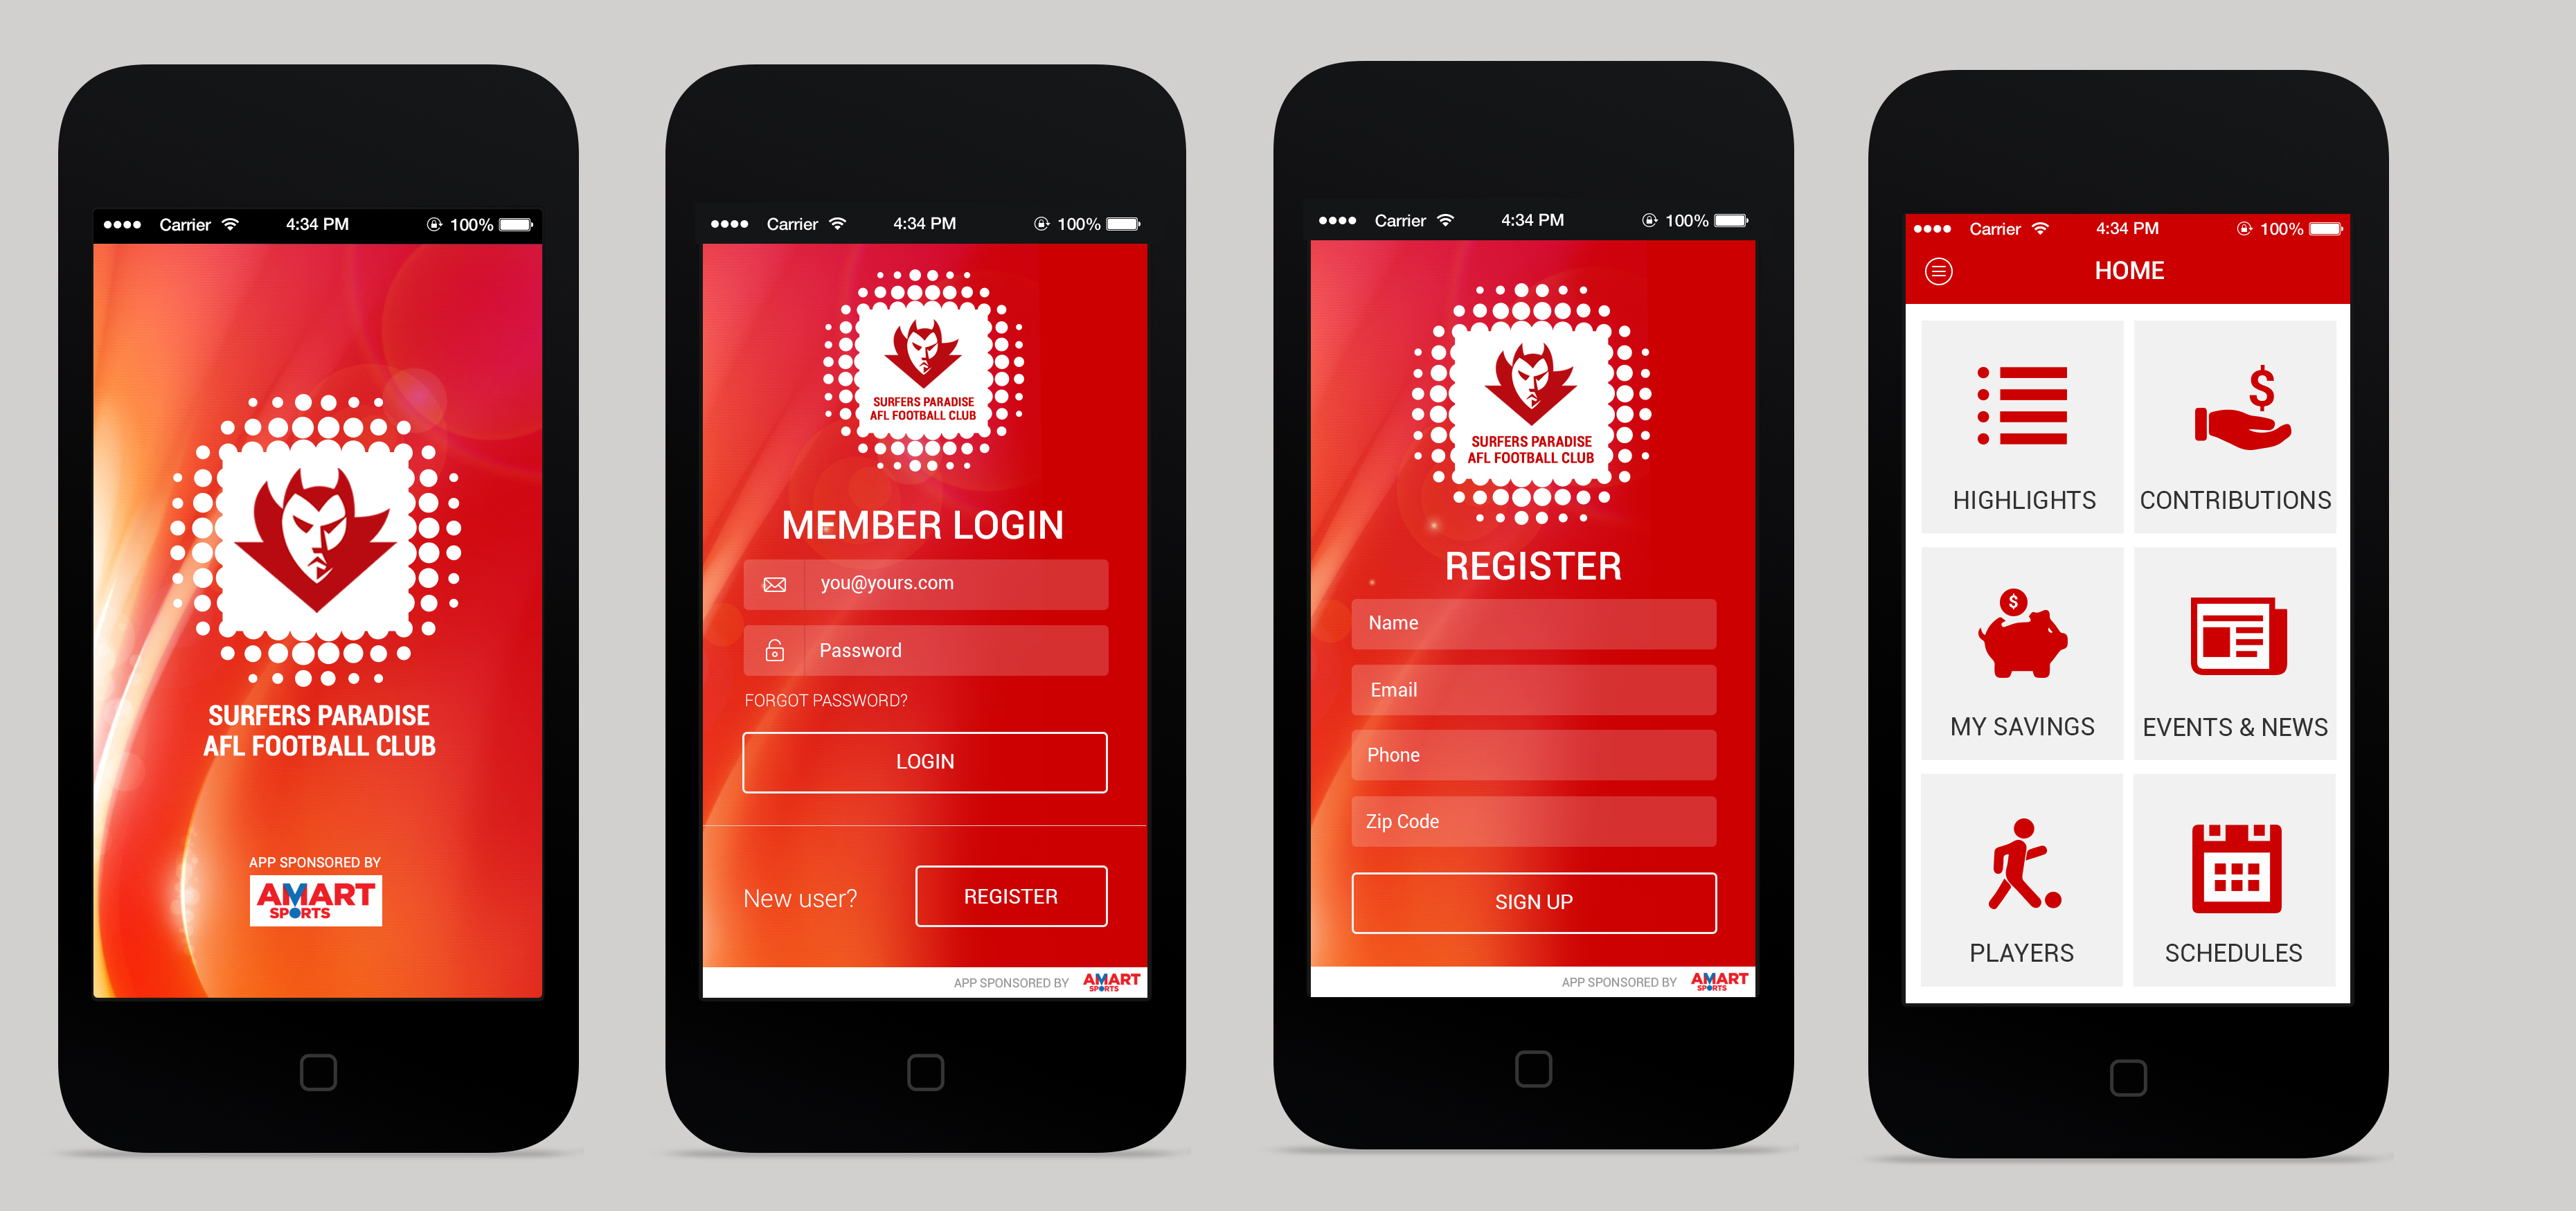 Carrier 4:34 PM 100%
SURFERS PARADISE
AFL FOOTBALL CLUB
APP SPONSORED BY
AMART
SPORTS
Carrier 4:34 PM 100%
SURFERS PARADISE
AFL FOOTBALL CLUB
MEMBER LOGIN
you@yours.com
Password
FORGOT PASSWORD?
LOGIN
New user? REGISTER
APP SPONSORED BY AMART
SPORTS
Carrier 4:34 PM 100%
SURFERS PARADISE
AFL FOOTBALL CLUB
REGISTER
Name
Email
Phone
Zip Code
SIGN UP
APP SPONSORED BY AMART
SPORTS
Carrier 4:34 PM 100%
HOME
$
HIGHLIGHTS CONTRIBUTIONS
$
MY SAVINGS EVENTS & NEWS
PLAYERS SCHEDULES